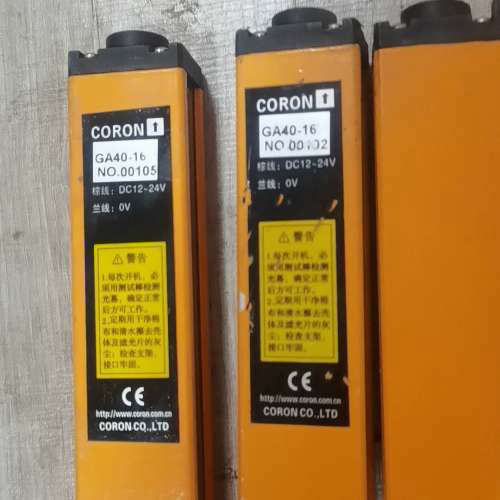 CORON
GA40-16
NO.00105
棕线: DC12~24V
兰线: 0V
⚠ 警告
1.每次开机,必
须用测试棒检测
光幕,确定正常
后方可工作.
2.定期用干净棉
布和清水擦去壳
体及滤光片的灰
尘;检查支架,
接口牢固.
CE
http://www.coron.com.cn
CORON CO.,LTD
CORON
GA40-16
NO.00102
棕线: DC12~24V
兰线: 0V
⚠ 警告
1.每次开机,必
须用测试棒检测
光幕,确定正常
后方可工作.
2.定期用干净棉
布和清水擦去壳
体及滤光片的灰
尘;检查支架,
接口牢固.
CE
http://www.coron.com.cn
CORON CO.,LTD